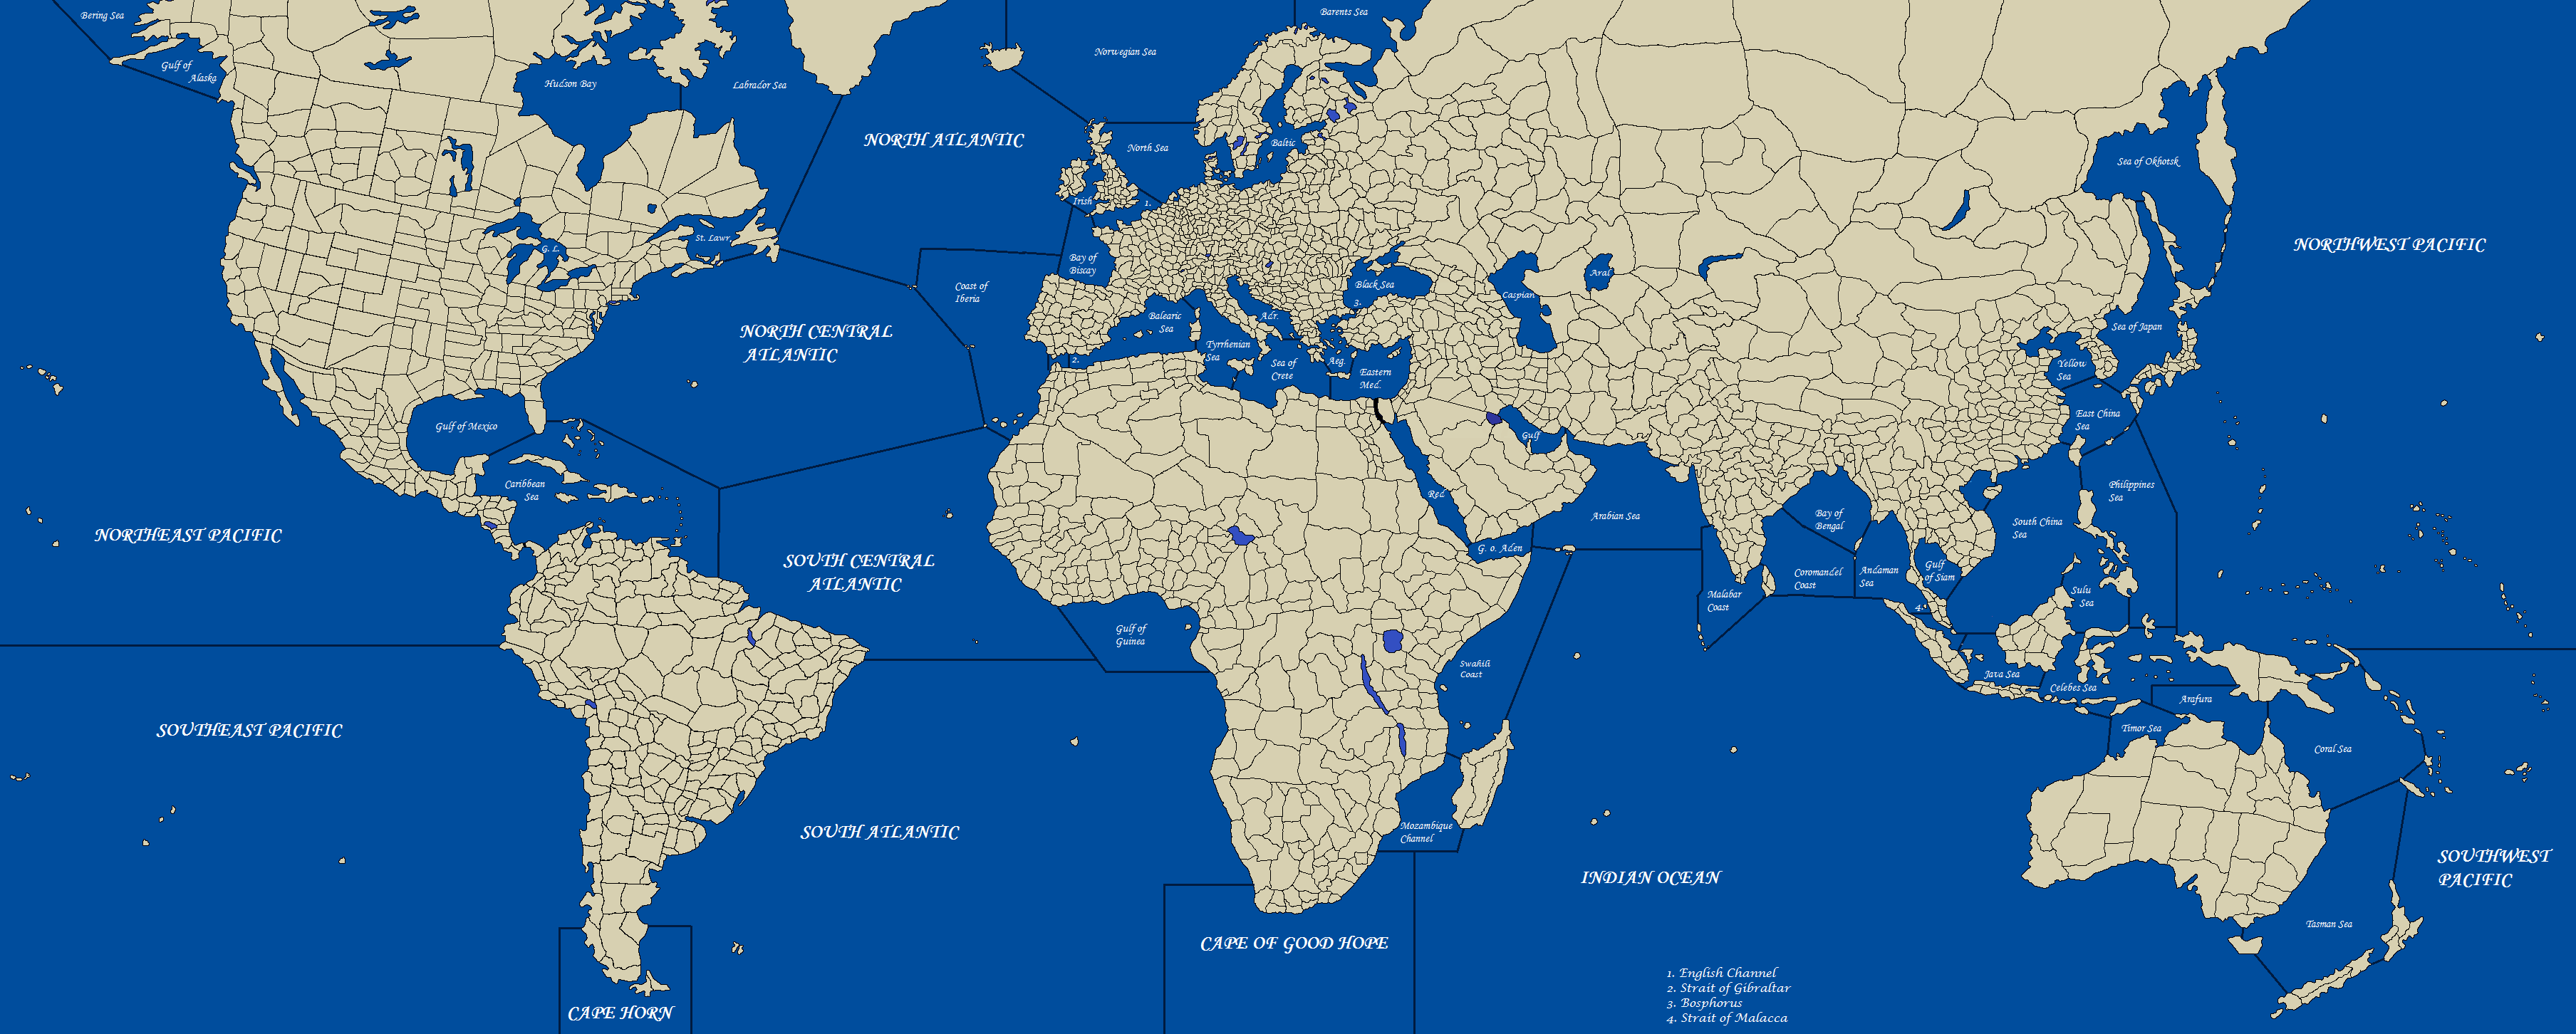 Bering Sea
Gulf of
Alaska
Hudson Bay
Labrador Sea
Norwegian Sea
Barents Sea
NORTH ATLANTIC
North Sea
Baltic
Sea of Okhotsk
Irish
1.
St. Lawr.
G. L.
NORTHWEST PACIFIC
Bay of
Biscay
Coast of
Iberia
Black Sea
Aral
Caspian
3.
Balearic
Sea
Adr.
Sea of Japan
NORTH CENTRAL
ATLANTIC
Tyrrhenian
Sea
2.
Sea of
Crete
Aeg.
Eastern
Med.
Yellow
Sea
Gulf of Mexico
East China
Sea
Gulf
Caribbean
Sea
Red
Arabian Sea
Bay of
Bengal
Philippines
Sea
South China
Sea
NORTHEAST PACIFIC
SOUTH CENTRAL
ATLANTIC
G. o. Aden
Malabar
Coast
Coromandel
Coast
Andaman
Sea
Gulf
of Siam
4.
Sulu
Sea
Gulf of
Guinea
Swahili
Coast
Java Sea
Celebes Sea
Arafura
Timor Sea
Coral Sea
SOUTHEAST PACIFIC
SOUTH ATLANTIC
Mozambique
Channel
INDIAN OCEAN
SOUTHWEST
PACIFIC
Tasman Sea
CAPE OF GOOD HOPE
CAPE HORN
1. English Channel
2. Strait of Gibraltar
3. Bosphorus
4. Strait of Malacca